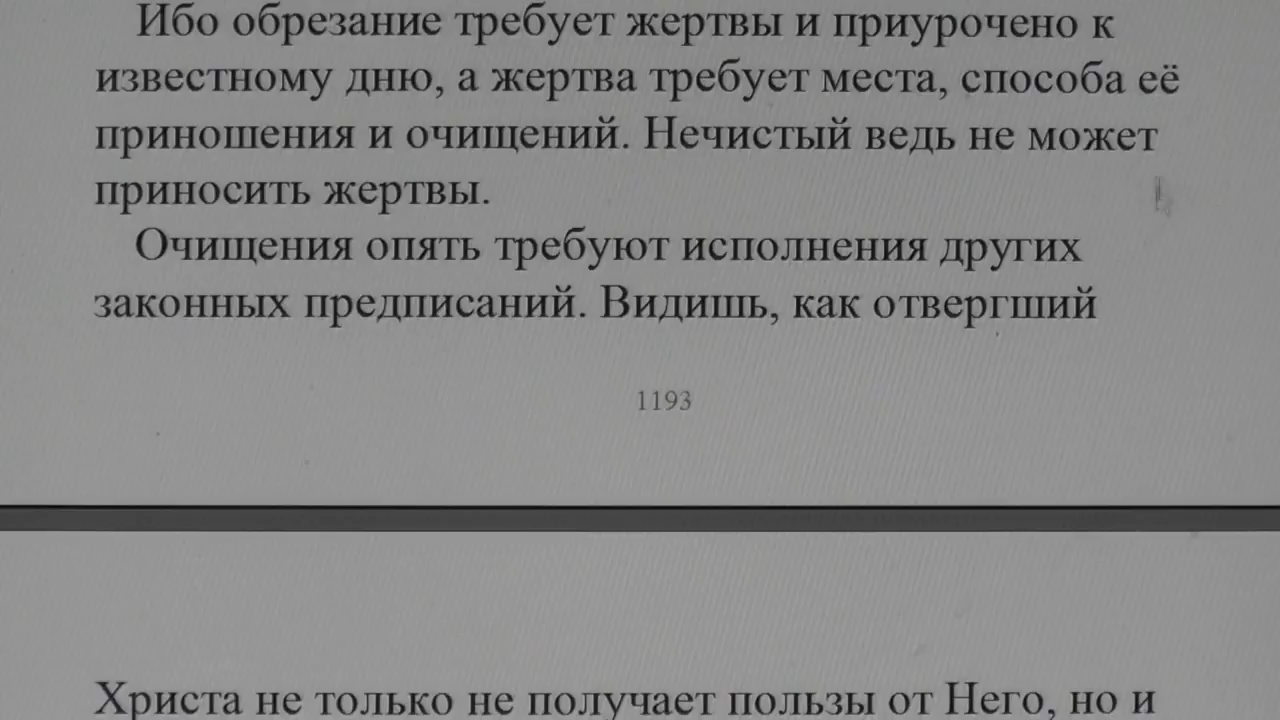 Ибо обрезание требует жертвы и приурочено к
известному дню, а жертва требует места, способа её
приношения и очищений. Нечистый ведь не может
приносить жертвы.
Очищения опять требуют исполнения других
законных предписаний. Видишь, как отвергший
1193
Христа не только не получает пользы от Него, но и